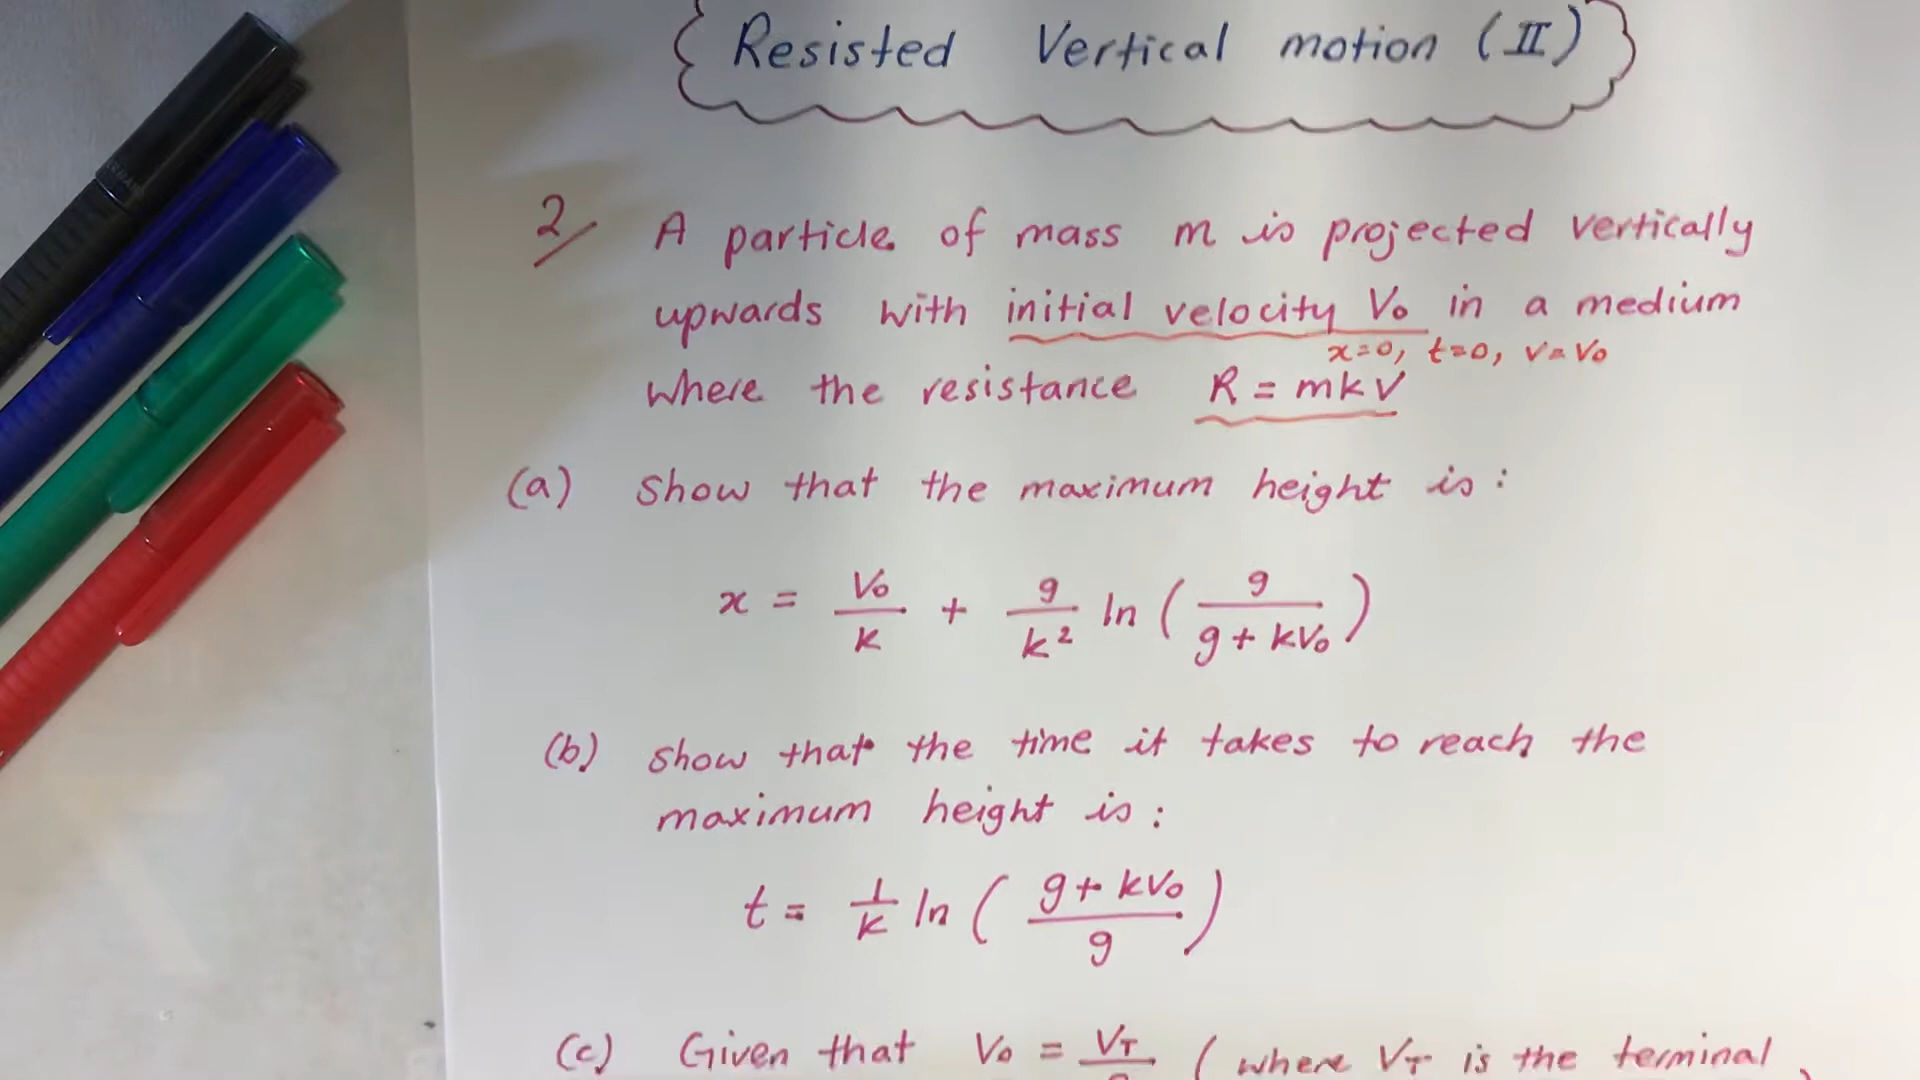 Resisted Vertical motion (II)
2/ A particle of mass m is projected vertically
upwards with initial velocity V₀ in a medium
x=0, t=0, v=V₀
where the resistance R = mkv
(a) Show that the maximum height is:
x = V₀/k + g/k² ln (g/(g+kV₀))
(b) Show that the time it takes to reach the
maximum height is:
t = 1/k ln ((g+kV₀)/g)
(c) Given that V₀ = V_T (where V_T is the terminal